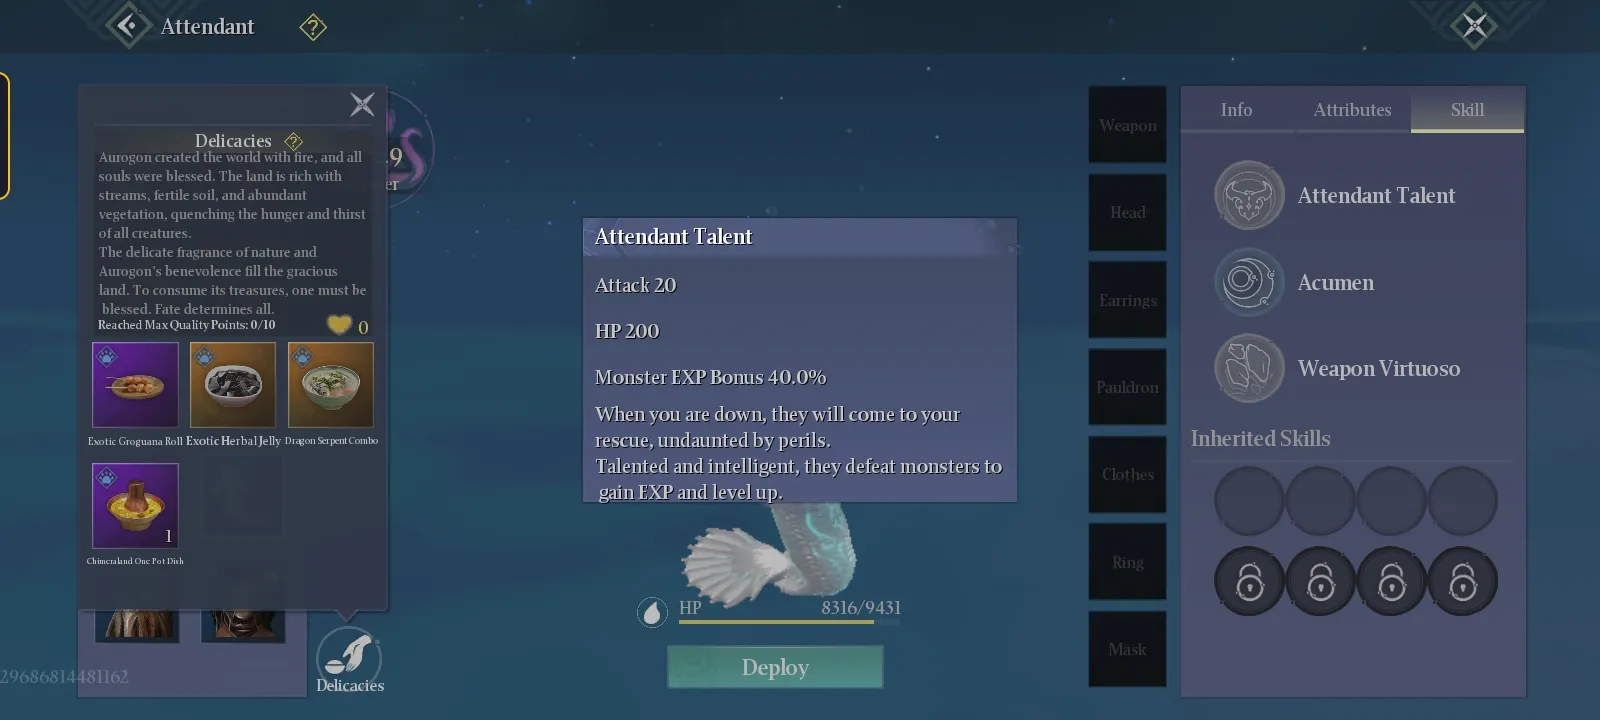 Attendant
?
Delicacies ?
Aurogon created the world with fire, and all
souls were blessed. The land is rich with
streams, fertile soil, and abundant
vegetation, quenching the hunger and thirst
of all creatures.
The delicate fragrance of nature and
Aurogon's benevolence fill the gracious
land. To consume its treasures, one must be
blessed. Fate determines all.
Reached Max Quality Points: 0/10
0
Exotic Groguana Roll
Exotic Herbal Jelly
Dragon Serpent Combo
1
Chimeraland One Pot Dish
.9
er
Delicacies
29686814481162
Attendant Talent
Attack 20
HP 200
Monster EXP Bonus 40.0%
When you are down, they will come to your
rescue, undaunted by perils.
Talented and intelligent, they defeat monsters to
gain EXP and level up.
HP 8316/9431
Deploy
Weapon
Head
Earrings
Pauldron
Clothes
Ring
Mask
Info Attributes Skill
Attendant Talent
Acumen
Weapon Virtuoso
Inherited Skills